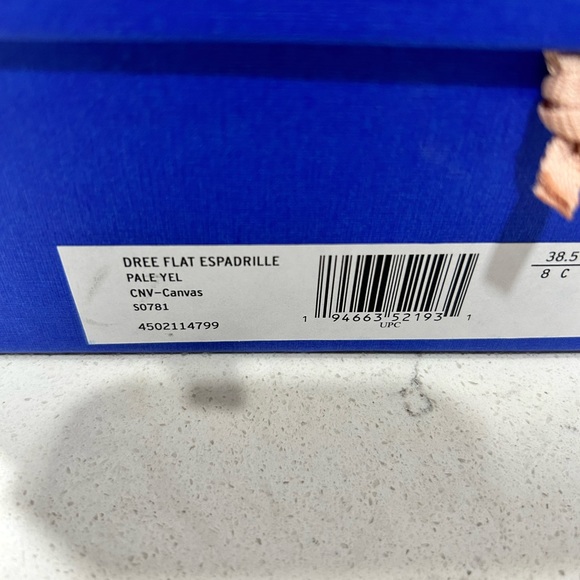 DREE FLAT ESPADRILLE
PALE YEL
CNV-Canvas
S0781
4502114799
1 94663 52193 1
UPC
38.5
8 C